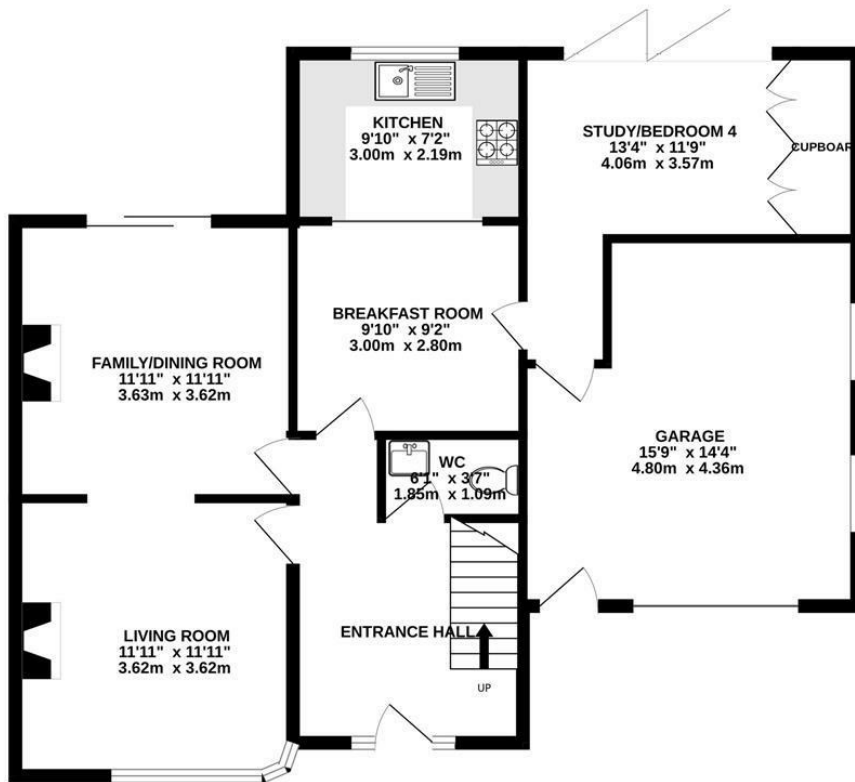 KITCHEN
9'10" x 7'2"
3.00m x 2.19m
STUDY/BEDROOM 4
13'4" x 11'9"
4.06m x 3.57m
CUPBOAR
BREAKFAST ROOM
9'10" x 9'2"
3.00m x 2.80m
FAMILY/DINING ROOM
11'11" x 11'11"
3.63m x 3.62m
WC
6'1" x 3'7"
1.85m x 1.09m
GARAGE
15'9" x 14'4"
4.80m x 4.36m
LIVING ROOM
11'11" x 11'11"
3.62m x 3.62m
ENTRANCE HALL
UP